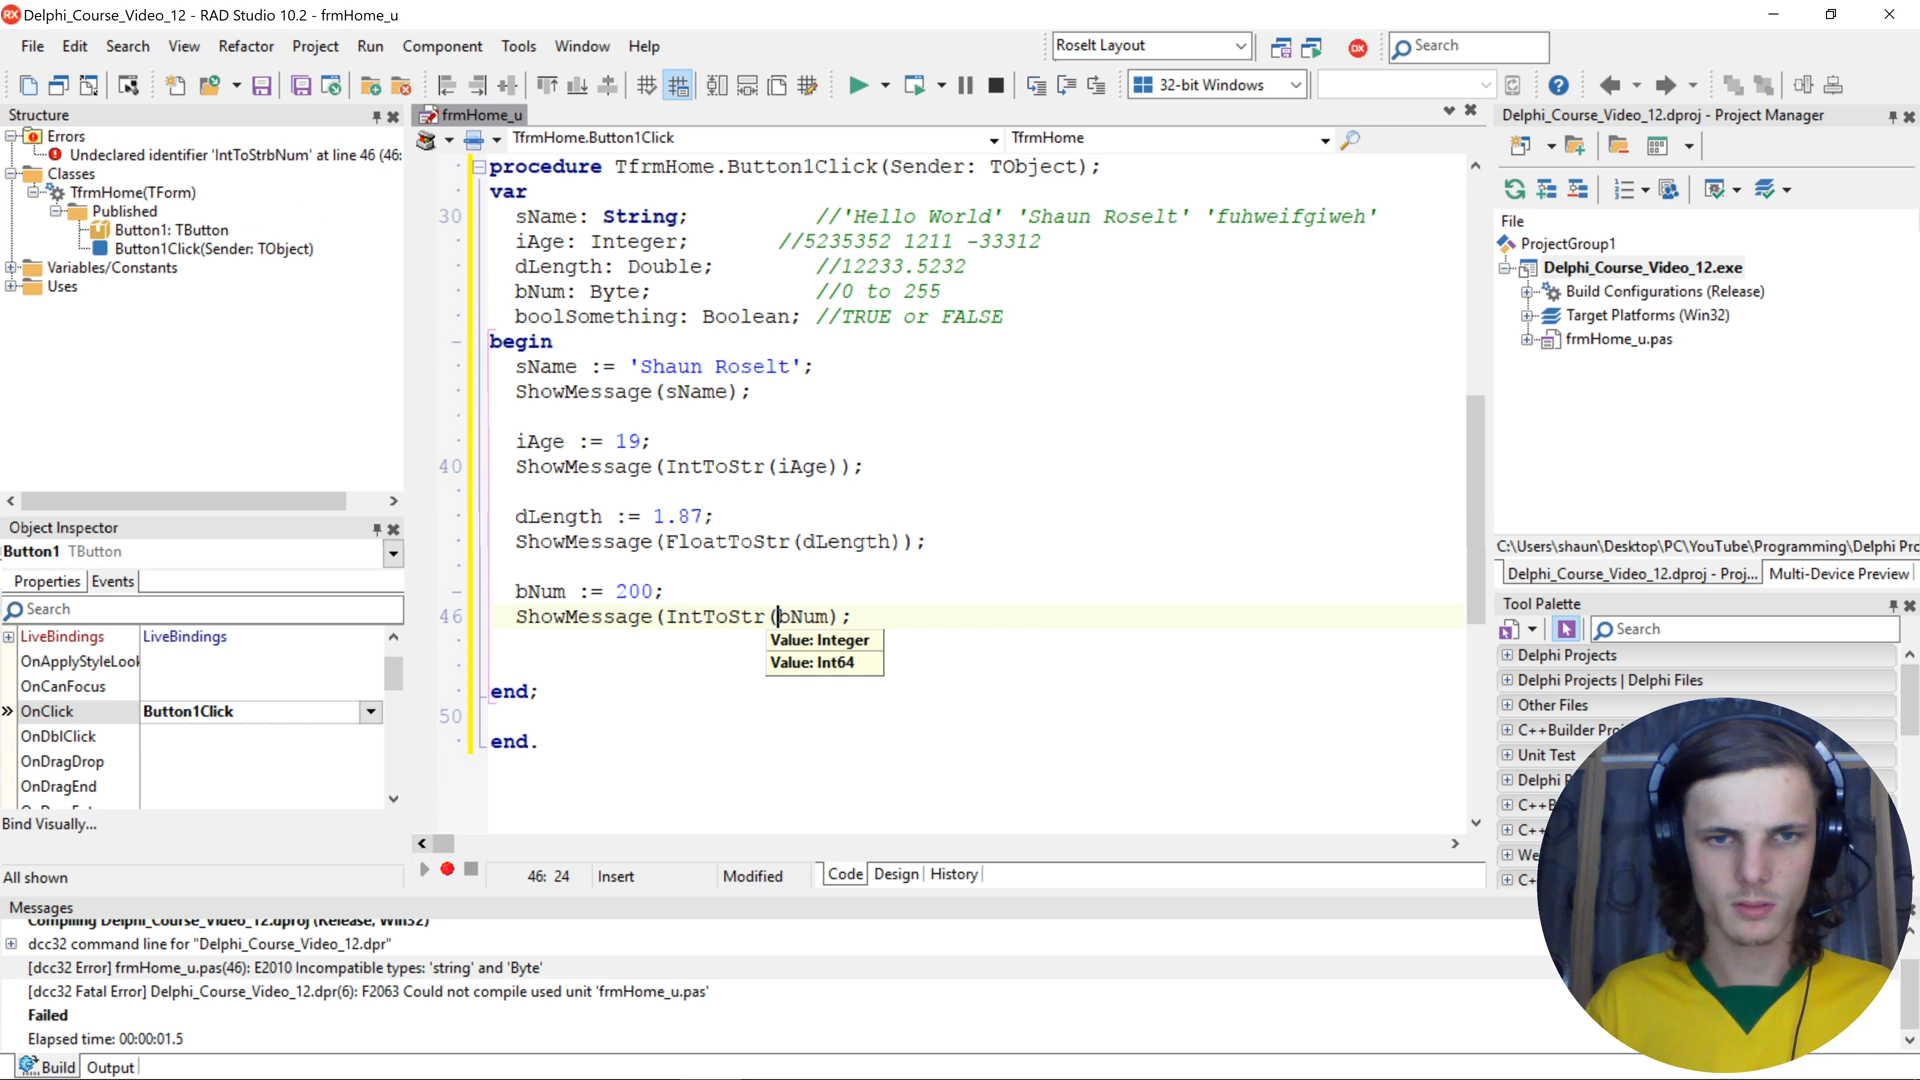 Delphi_Course_Video_12 - RAD Studio 10.2 - frmHome_u
File Edit Search View Refactor Project Run Component Tools Window Help
Roselt Layout
DX
Search
32-bit Windows
Structure
Errors
Undeclared identifier 'IntToStrbNum' at line 46 (46:
Classes
TfrmHome(TForm)
Published
Button1: TButton
Button1Click(Sender: TObject)
Variables/Constants
Uses
Object Inspector
Button1 TButton
Properties Events
Search
LiveBindings LiveBindings
OnApplyStyleLook
OnCanFocus
OnClick Button1Click
OnDblClick
OnDragDrop
OnDragEnd
Bind Visually...
All shown
frmHome_u
TfrmHome.Button1Click TfrmHome
procedure TfrmHome.Button1Click(Sender: TObject);
var
30 sName: String; //'Hello World' 'Shaun Roselt' 'fuhweifgiweh'
iAge: Integer; //5235352 1211 -33312
dLength: Double; //12233.5232
bNum: Byte; //0 to 255
boolSomething: Boolean; //TRUE or FALSE
begin
sName := 'Shaun Roselt';
ShowMessage(sName);
iAge := 19;
40 ShowMessage(IntToStr(iAge));
dLength := 1.87;
ShowMessage(FloatToStr(dLength));
bNum := 200;
46 ShowMessage(IntToStr(bNum);
Value: Integer
Value: Int64
end;
50
end.
46: 24 Insert Modified Code Design History
Delphi_Course_Video_12.dproj - Project Manager
File
ProjectGroup1
Delphi_Course_Video_12.exe
Build Configurations (Release)
Target Platforms (Win32)
frmHome_u.pas
C:\Users\shaun\Desktop\PC\YouTube\Programming\Delphi Prc
Delphi_Course_Video_12.dproj - Proj... Multi-Device Preview
Tool Palette
Search
Delphi Projects
Delphi Projects | Delphi Files
Other Files
C++Builder Proj
Unit Test
Delphi
Messages
Compiling Delphi_Course_Video_12.dproj (Release, Win32)
dcc32 command line for "Delphi_Course_Video_12.dpr"
[dcc32 Error] frmHome_u.pas(46): E2010 Incompatible types: 'string' and 'Byte'
[dcc32 Fatal Error] Delphi_Course_Video_12.dpr(6): F2063 Could not compile used unit 'frmHome_u.pas'
Failed
Elapsed time: 00:00:01.5
Build Output